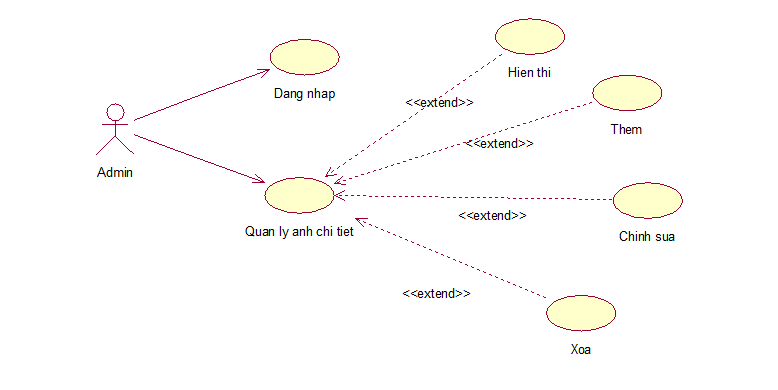 Hien thi
Dang nhap
<<extend>>
Them
<<extend>>
Admin
<<extend>>
Quan ly anh chi tiet
Chinh sua
<<extend>>
Xoa